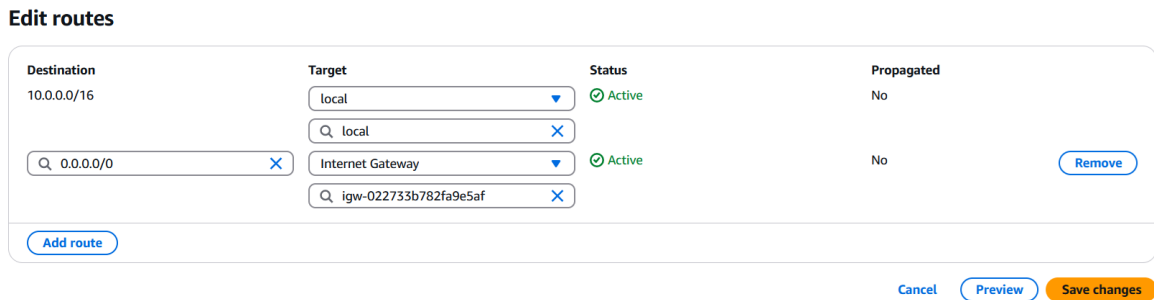 Edit routes
Destination Target Status Propagated
10.0.0.0/16 local Active No
local
0.0.0.0/0 Internet Gateway Active No Remove
igw-022733b782fa9e5af
Add route
Cancel Preview Save changes